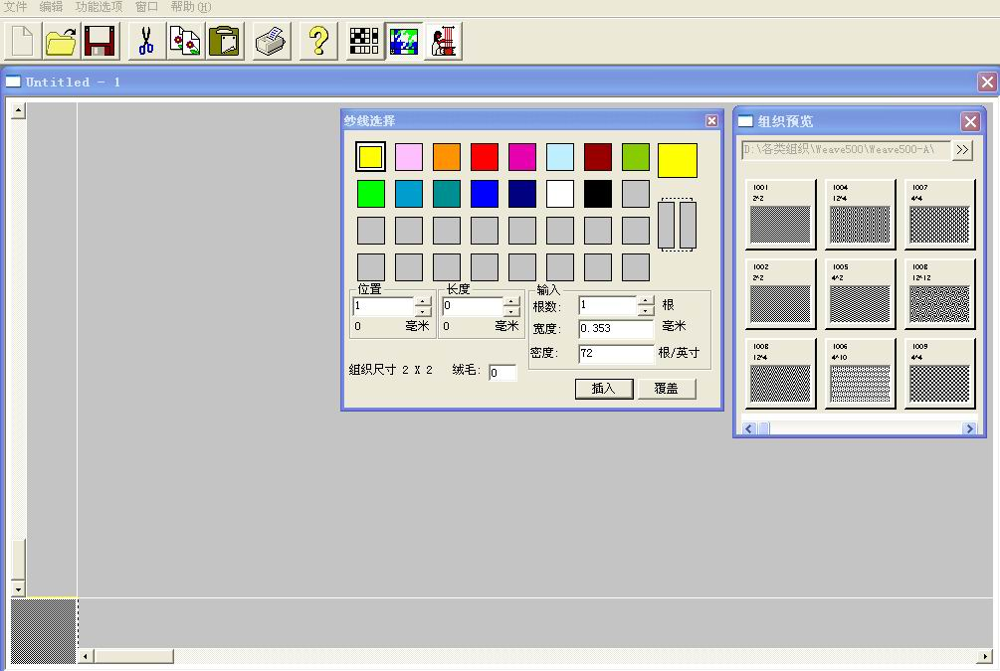 文件 编辑 功能选项 窗口 帮助(H)
Untitled - 1
纱线选择
位置
1
0 毫米
长度
0
0 毫米
输入
根数: 1 根
宽度: 0.353 毫米
密度: 72 根/英寸
组织尺寸 2 X 2 绒毛: 0
插入 覆盖
组织预览
D:\各类组织\Weave500\Weave500-A\ >>
1001 1004 1007
2^2 12^4 4^4
1002 1005 1008
2^2 4^2 12^12
1008 1006 1009
12^4 4^10 4^4